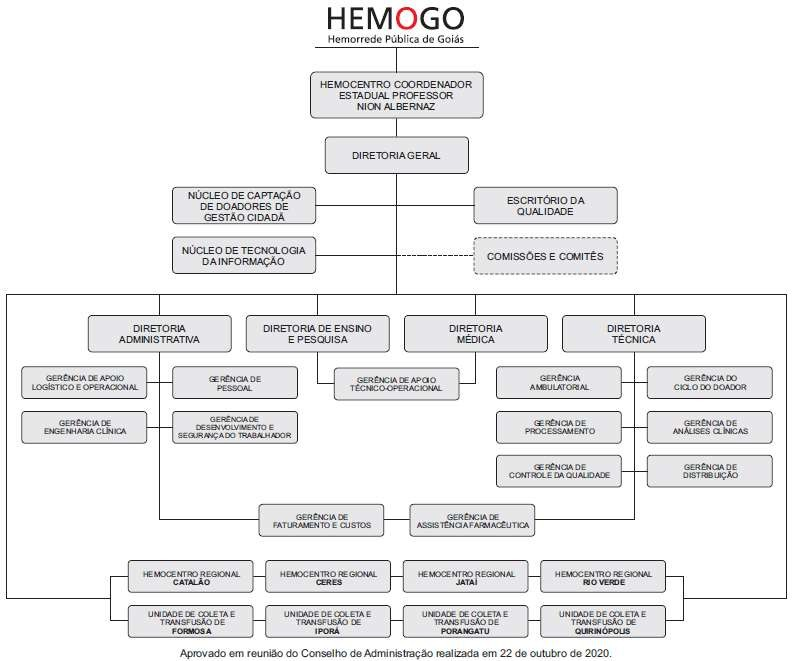 HEMOGO
Hemorrede Pública de Goiás
HEMOCENTRO COORDENADOR
ESTADUAL PROFESSOR
NION ALBERNAZ
DIRETORIA GERAL
NÚCLEO DE CAPTAÇÃO
DE DOADORES DE
GESTÃO CIDADÃ
ESCRITÓRIO DA
QUALIDADE
NÚCLEO DE TECNOLOGIA
DA INFORMAÇÃO
COMISSÕES E COMITÊS
DIRETORIA
ADMINISTRATIVA
DIRETORIA DE ENSINO
E PESQUISA
DIRETORIA
MÉDICA
DIRETORIA
TÉCNICA
GERÊNCIA DE APOIO
LOGÍSTICO E OPERACIONAL
GERÊNCIA DE
PESSOAL
GERÊNCIA DE APOIO
TÉCNICO-OPERACIONAL
GERÊNCIA
AMBULATORIAL
GERÊNCIA DO
CICLO DO DOADOR
GERÊNCIA DE
ENGENHARIA CLÍNICA
GERÊNCIA DE
DESENVOLVIMENTO E
SEGURANÇA DO TRABALHADOR
GERÊNCIA DE
PROCESSAMENTO
GERÊNCIA DE
ANÁLISES CLÍNICAS
GERÊNCIA DE
CONTROLE DA QUALIDADE
GERÊNCIA DE
DISTRIBUIÇÃO
GERÊNCIA DE
FATURAMENTO E CUSTOS
GERÊNCIA DE
ASSISTÊNCIA FARMACÊUTICA
HEMOCENTRO REGIONAL
CATALÃO
HEMOCENTRO REGIONAL
CERES
HEMOCENTRO REGIONAL
JATAÍ
HEMOCENTRO REGIONAL
RIO VERDE
UNIDADE DE COLETA E
TRANSFUSÃO DE
FORMOSA
UNIDADE DE COLETA E
TRANSFUSÃO DE
IPORÁ
UNIDADE DE COLETA E
TRANSFUSÃO DE
PORANGATU
UNIDADE DE COLETA E
TRANSFUSÃO DE
QUIRINÓPOLIS
Aprovado em reunião do Conselho de Administração realizada em 22 de outubro de 2020.